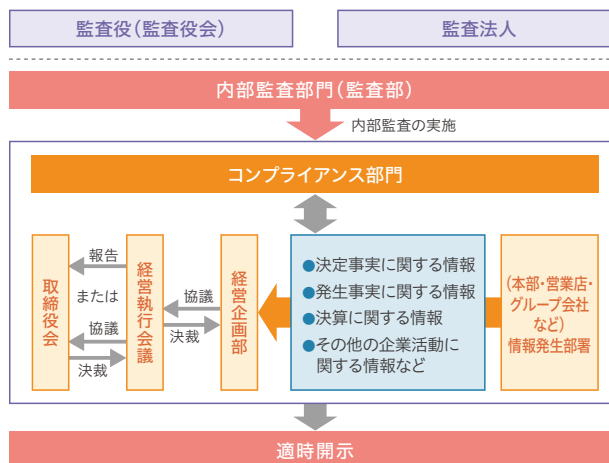 監査役（監査役会）
監査法人
内部監査部門（監査部）
内部監査の実施
コンプライアンス部門
取締役会
報告
または
協議
決裁
経営執行会議
協議
決裁
経営企画部
●決定事実に関する情報
●発生事実に関する情報
●決算に関する情報
●その他の企業活動に
関する情報など
（本部・営業店・
グループ会社
など）
情報発生部署
適時開示